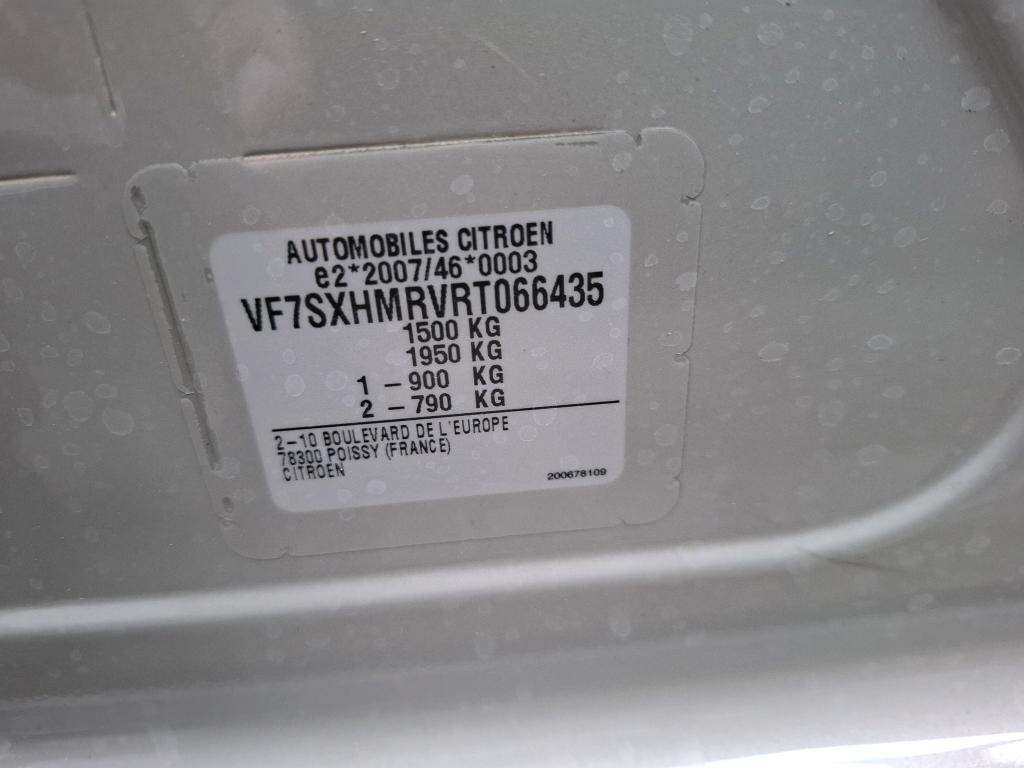 AUTOMOBILES CITROEN
e2*2007/46*0003
VF7SXHMRVRT066435
1500 KG
1950 KG
1 - 900 KG
2 - 790 KG
2-10 BOULEVARD DE L'EUROPE
78300 POISSY (FRANCE)
CITROEN
200678109